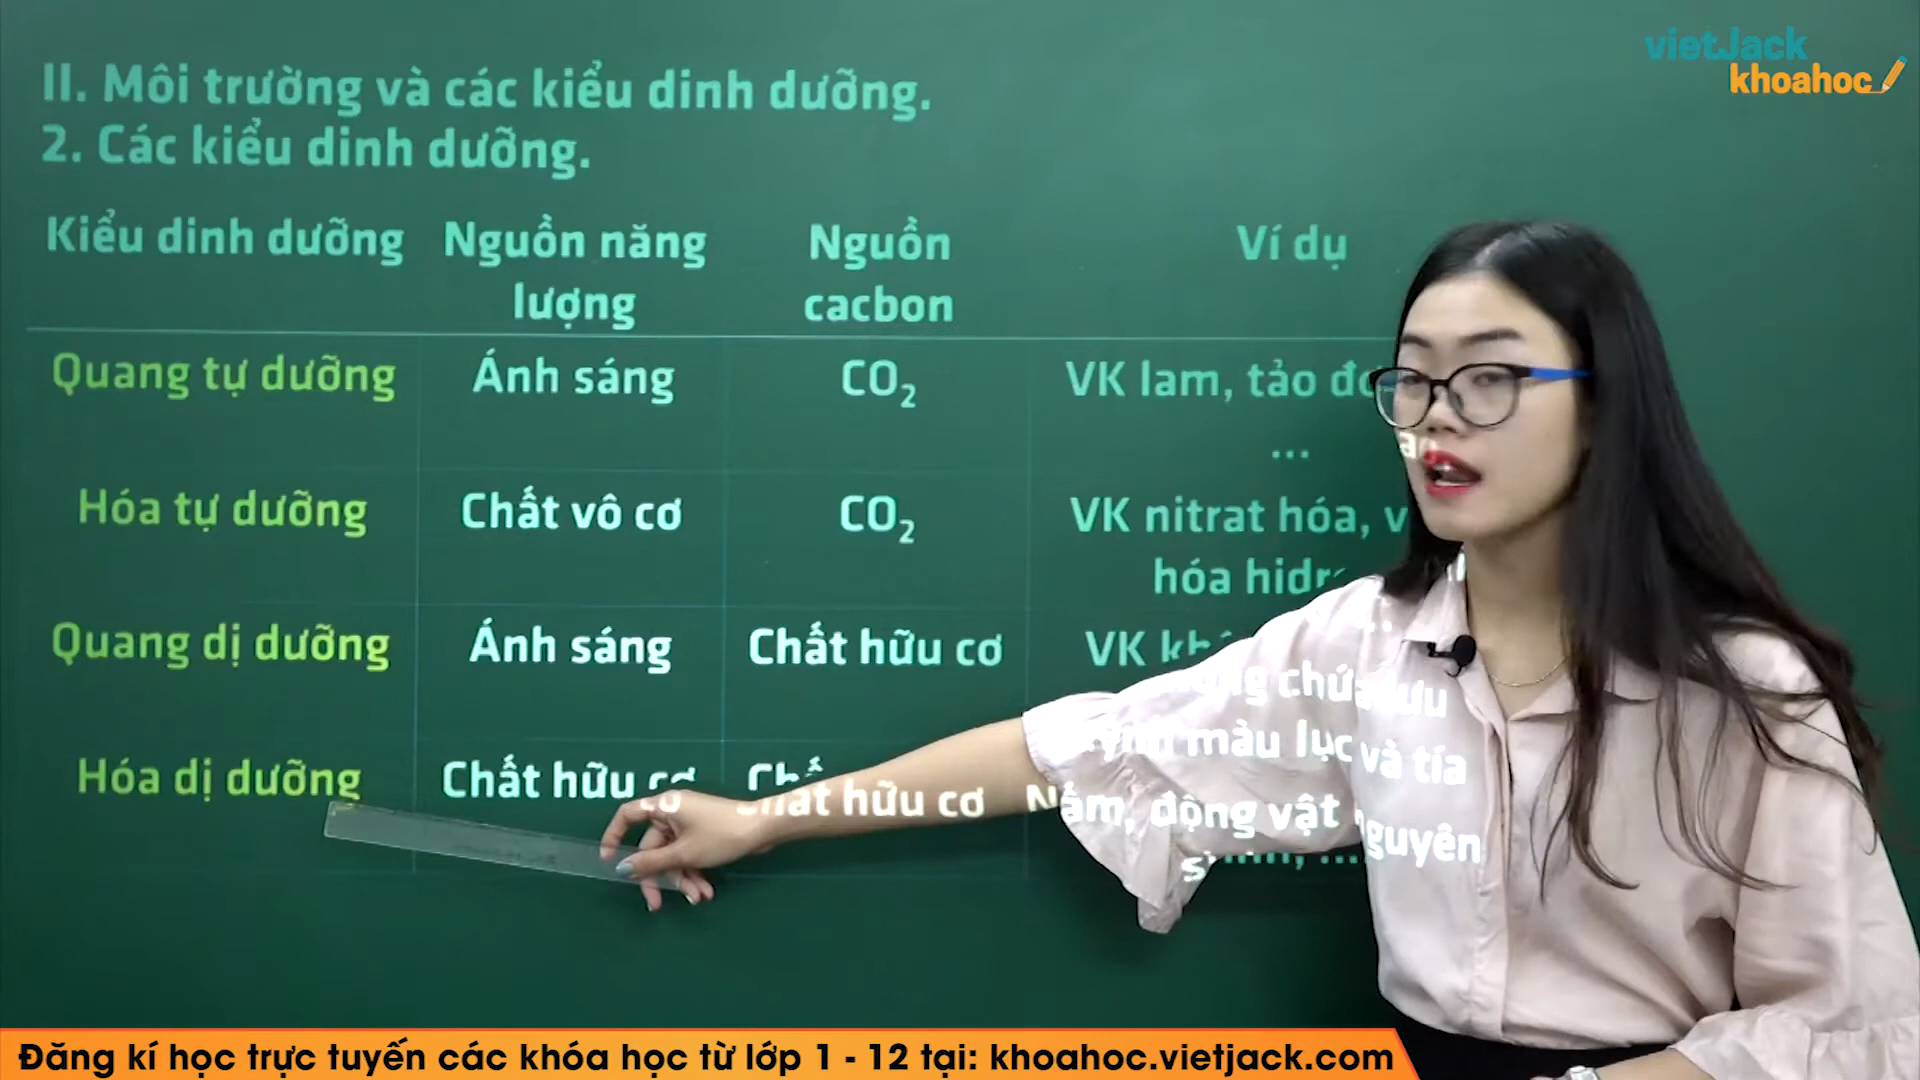 vietJack
khoahoc
II. Môi trường và các kiểu dinh dưỡng.
2. Các kiểu dinh dưỡng.
Kiểu dinh dưỡng Nguồn năng lượng Nguồn cacbon Ví dụ
Quang tự dưỡng Ánh sáng CO₂ VK lam, tảo
...
Hóa tự dưỡng Chất vô cơ CO₂ VK nitrat hóa,
hóa
Quang dị dưỡng Ánh sáng Chất hữu cơ VK
chứa lưu
màu lục và tía
Hóa dị dưỡng Chất hữu cơ Chất hữu cơ Nấm, động vật nguyên
Đăng kí học trực tuyến các khóa học từ lớp 1 - 12 tại: khoahoc.vietjack.com